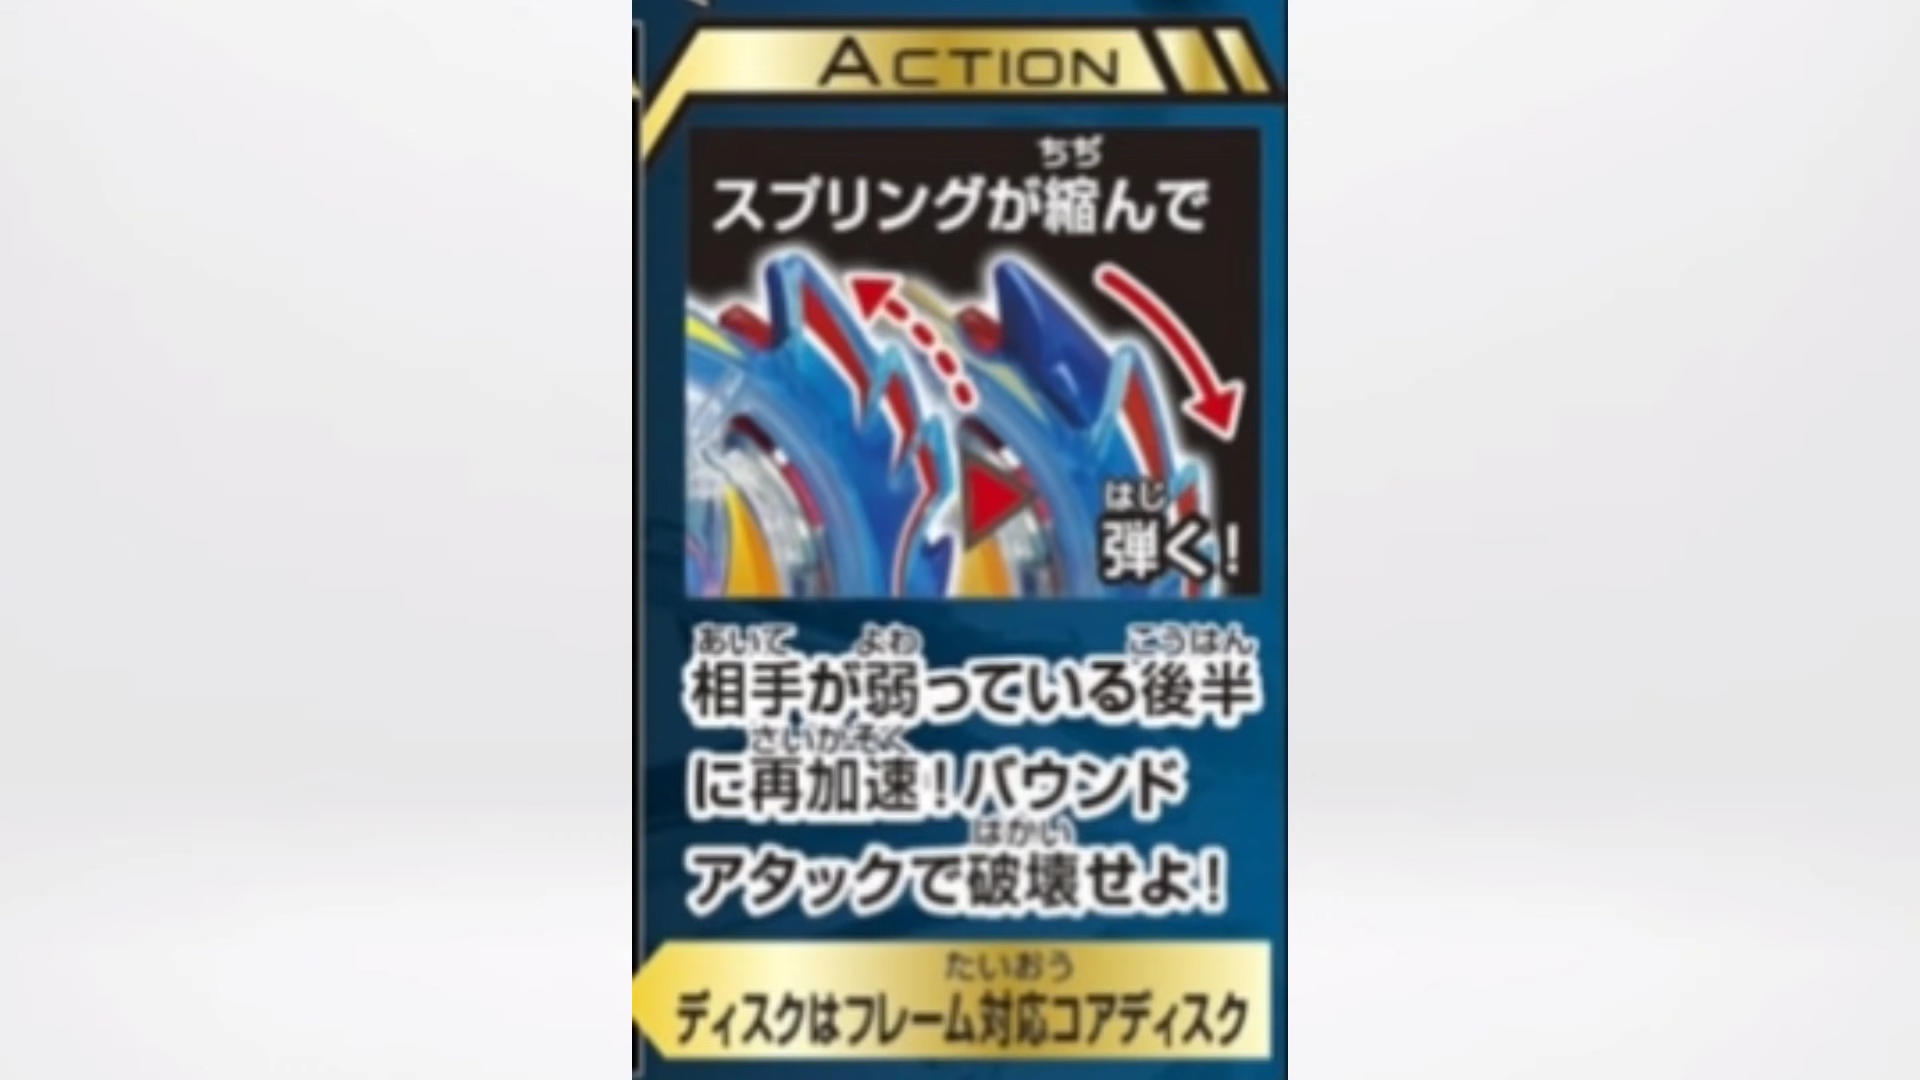 ACTION
ちぢ
スプリングが縮んで
はじ
弾く!
あいて よわ こうはん
相手が弱っている後半
さいかそく
に再加速!バウンド
はかい
アタックで破壊せよ!
たいおう
ディスクはフレーム対応コアディスク